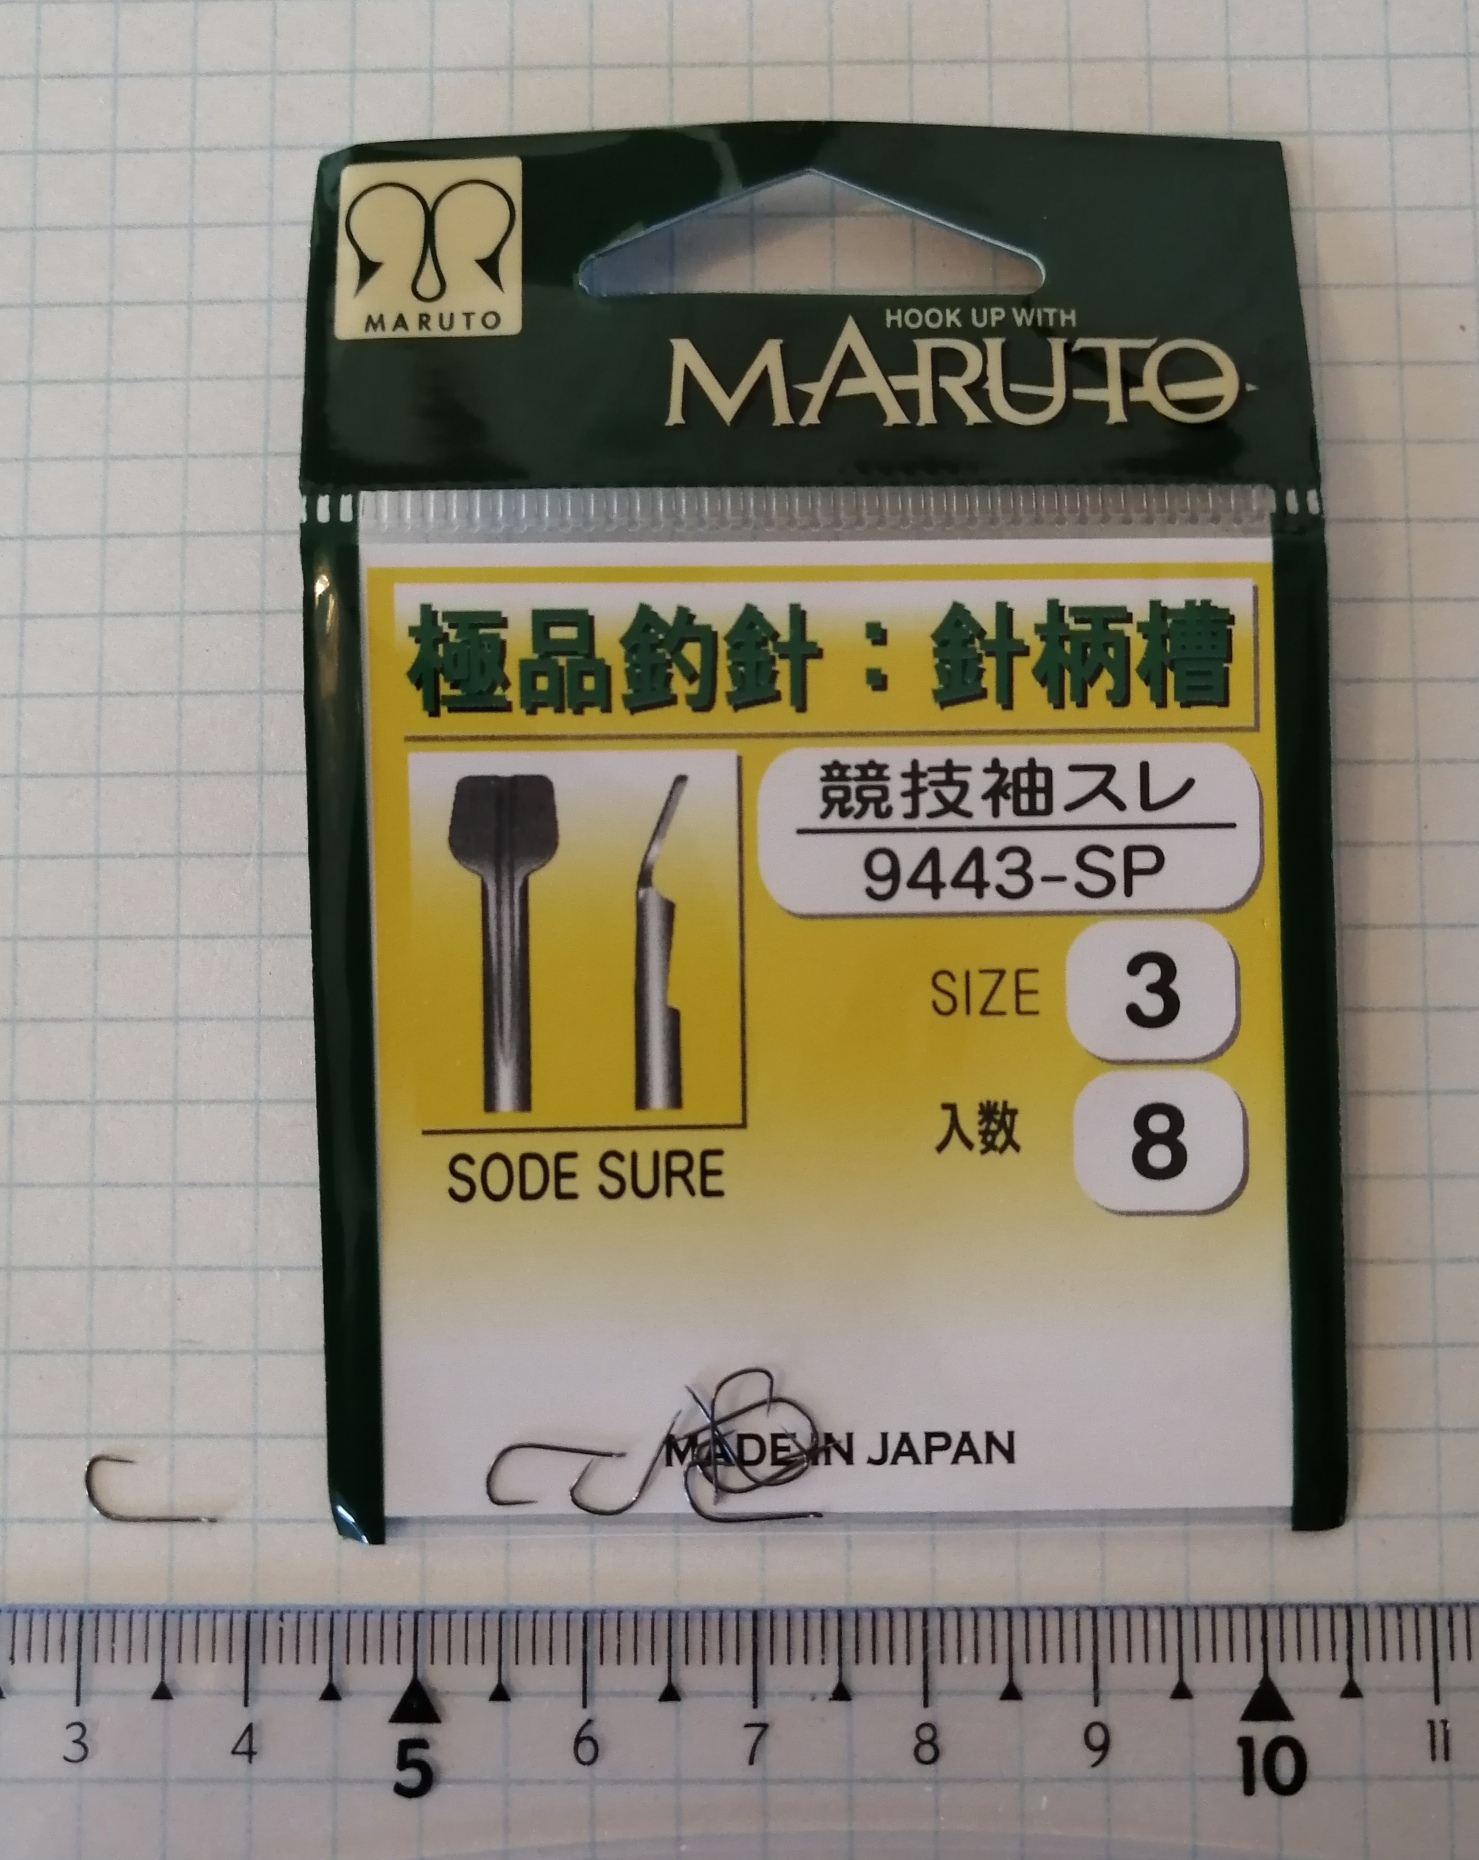 MARUTO
HOOK UP WITH
MARUTO
極品釣針：針柄槽
競技袖スレ
9443-SP
SIZE 3
入数 8
SODE SURE
MADE IN JAPAN
3 4 5 6 7 8 9 10 11